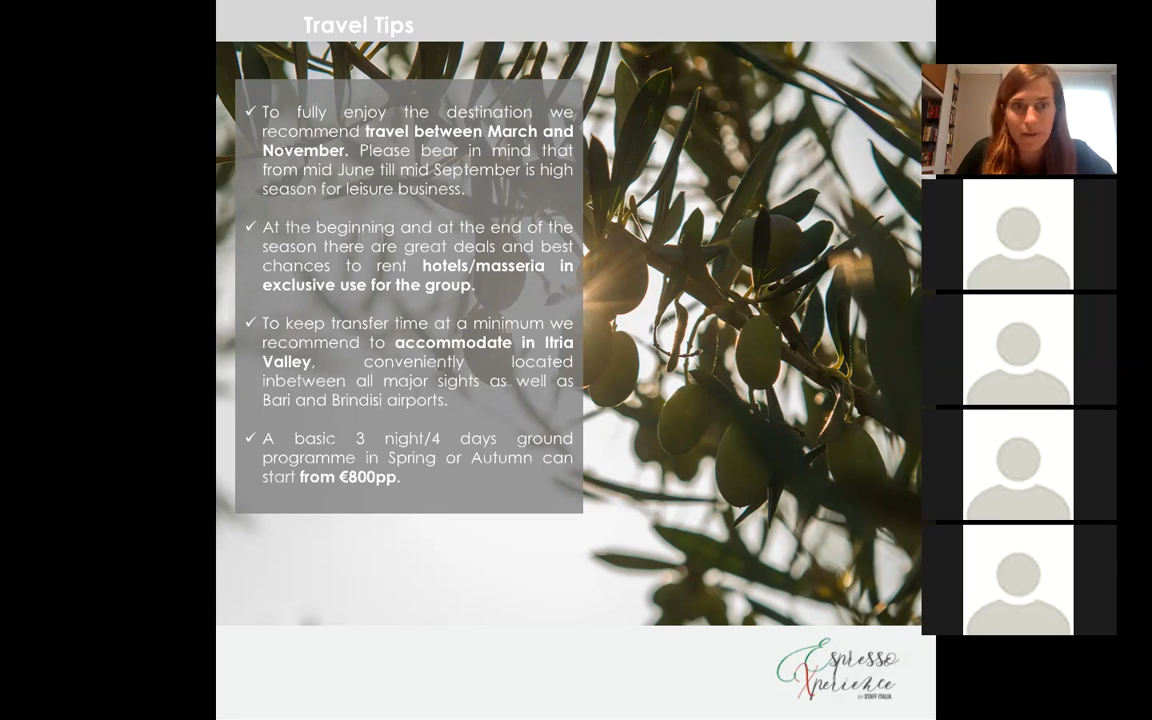 Travel Tips
✓ To fully enjoy the destination we
recommend travel between March and
November. Please bear in mind that
from mid June till mid September is high
season for leisure business.
✓ At the beginning and at the end of the
season there are great deals and best
chances to rent hotels/masseria in
exclusive use for the group.
✓ To keep transfer time at a minimum we
recommend to accommodate in Itria
Valley, conveniently located
inbetween all major sights as well as
Bari and Brindisi airports.
✓ A basic 3 night/4 days ground
programme in Spring or Autumn can
start from €800pp.
Espresso
Xperience
BY STAFF ITALIA